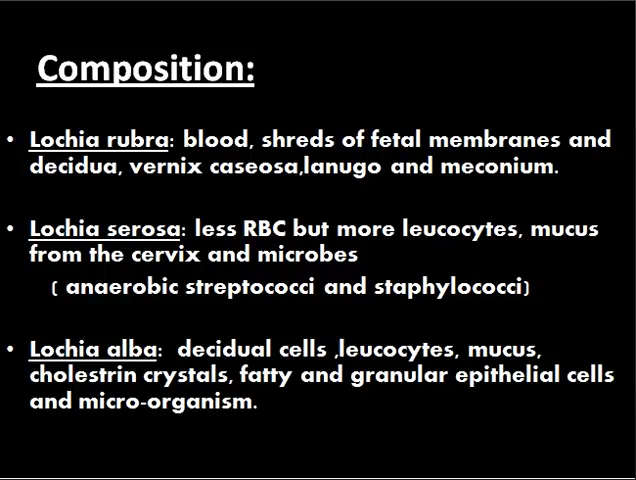 Composition:
• Lochia rubra: blood, shreds of fetal membranes and
decidua, vernix caseosa,lanugo and meconium.
• Lochia serosa: less RBC but more leucocytes, mucus
from the cervix and microbes
( anaerobic streptococci and staphylococci)
• Lochia alba: decidual cells ,leucocytes, mucus,
cholestrin crystals, fatty and granular epithelial cells
and micro-organism.